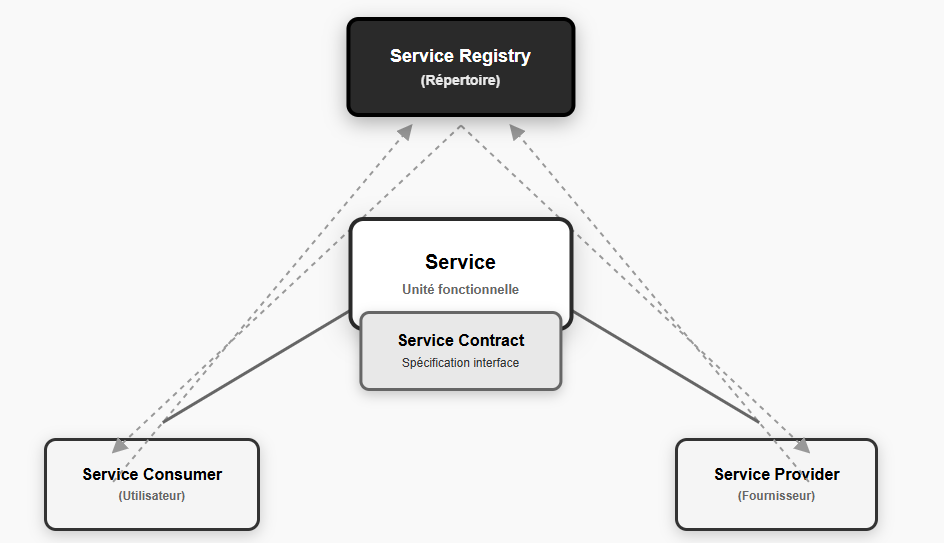 Service Registry
(Répertoire)
Service
Unité fonctionnelle
Service Contract
Spécification interface
Service Consumer
(Utilisateur)
Service Provider
(Fournisseur)